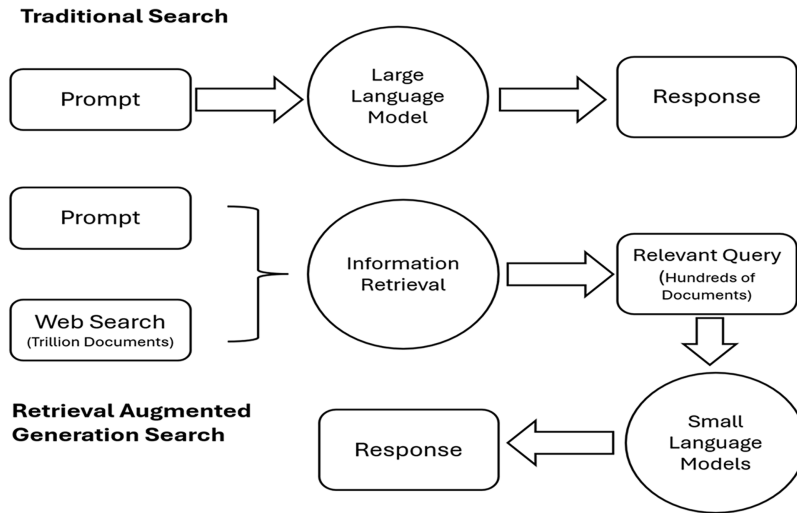 Traditional Search
Prompt
Large
Language
Model
Response
Prompt
Web Search
(Trillion Documents)
Information
Retrieval
Relevant Query
(Hundreds of
Documents)
Small
Language
Models
Response
Retrieval Augmented
Generation Search